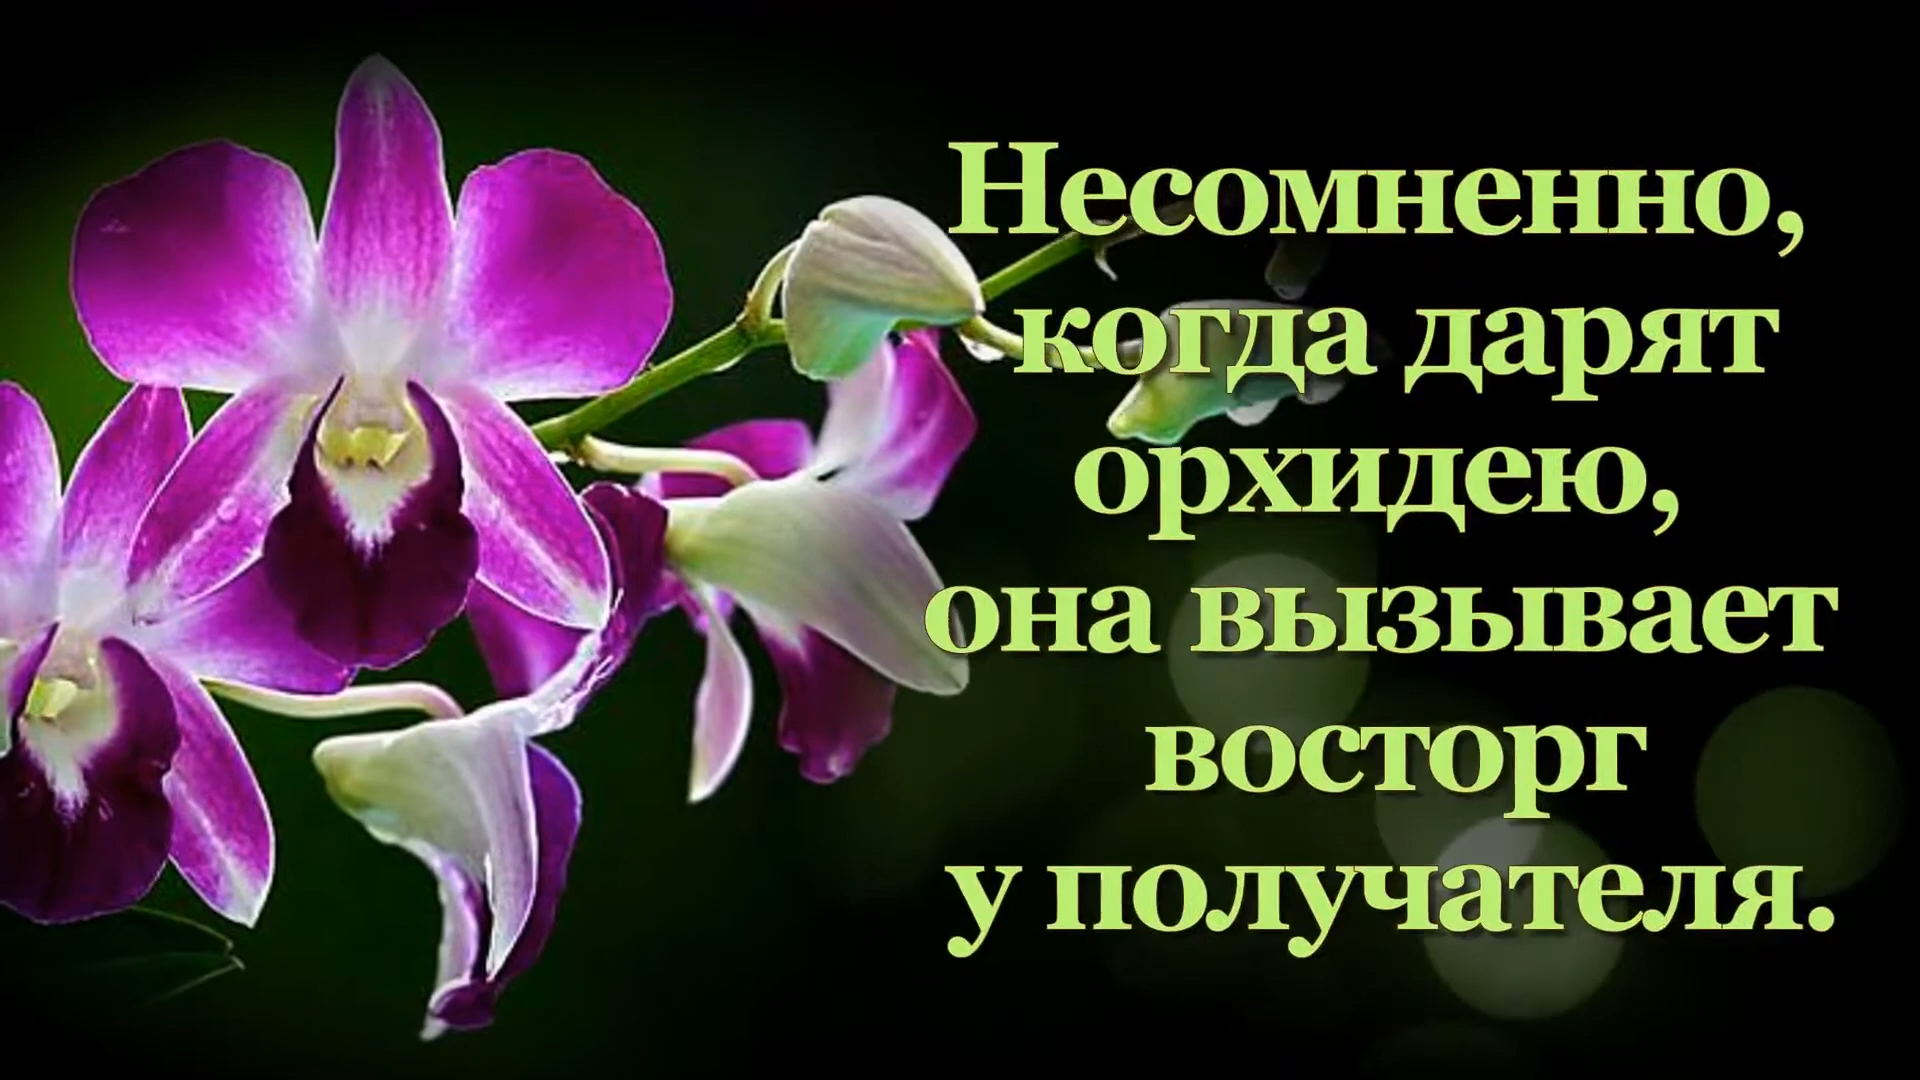 Несомненно,
когда дарят
орхидею,
она вызывает
восторг
у получателя.